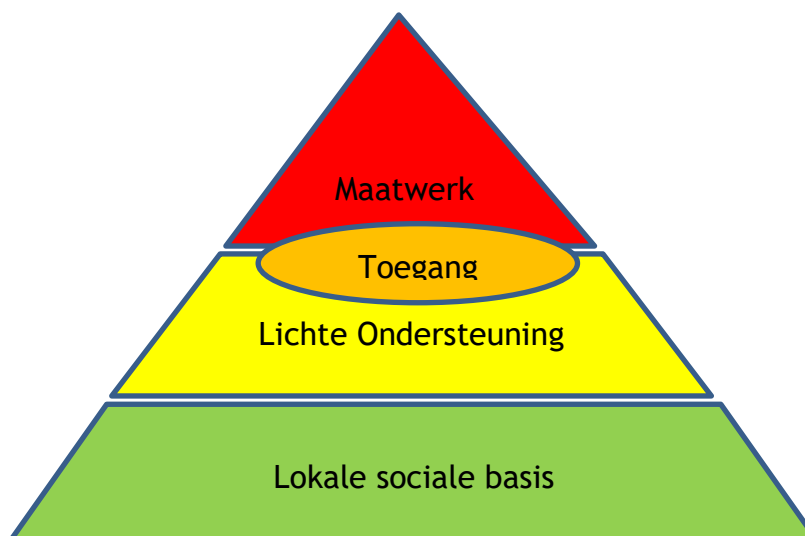 Maatwerk
Toegang
Lichte Ondersteuning
Lokale sociale basis